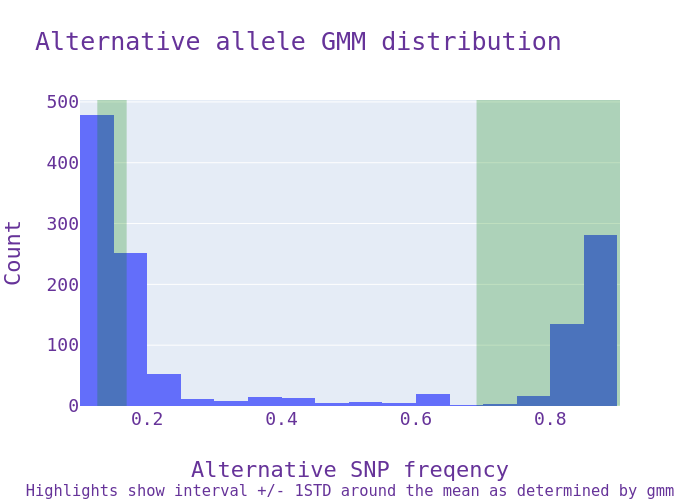 Alternative allele GMM distribution
500
400
300
200
100
0
Count
0.2 0.4 0.6 0.8
Alternative SNP freqency
Highlights show interval +/- 1STD around the mean as determined by gmm